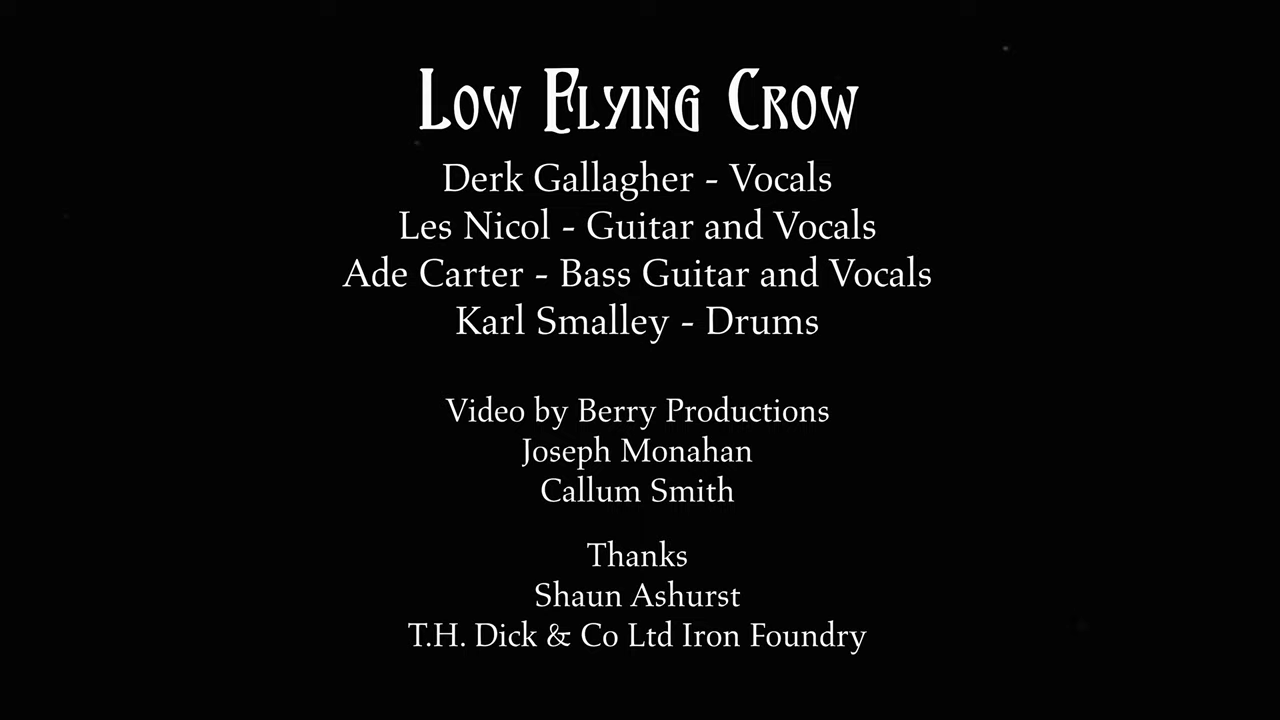 Low Flying Crow
Derk Gallagher - Vocals
Les Nicol - Guitar and Vocals
Ade Carter - Bass Guitar and Vocals
Karl Smalley - Drums
Video by Berry Productions
Joseph Monahan
Callum Smith
Thanks
Shaun Ashurst
T.H. Dick & Co Ltd Iron Foundry